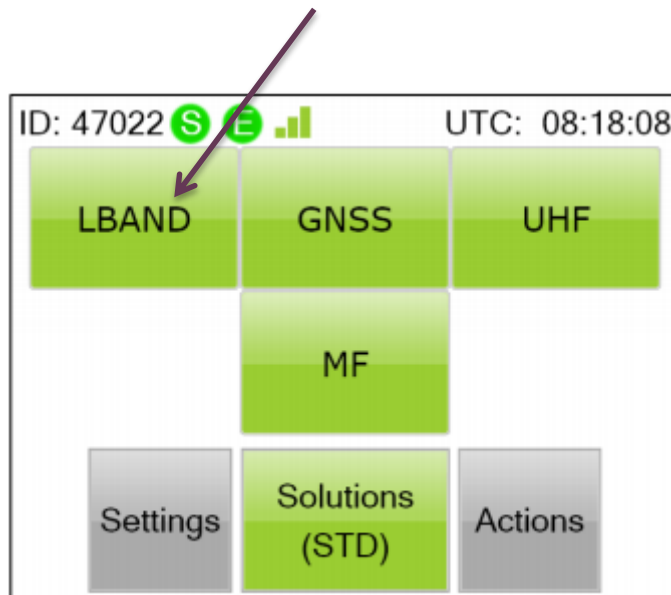 ID: 47022 S E UTC: 08:18:08
LBAND GNSS UHF
MF
Settings Solutions (STD) Actions